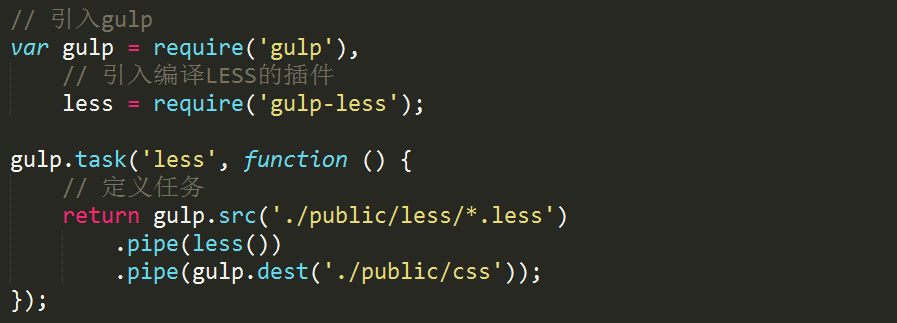 // 引入gulp
var gulp = require('gulp'),
    // 引入编译LESS的插件
    less = require('gulp-less');

gulp.task('less', function () {
    // 定义任务
    return gulp.src('./public/less/*.less')
        .pipe(less())
        .pipe(gulp.dest('./public/css'));
});